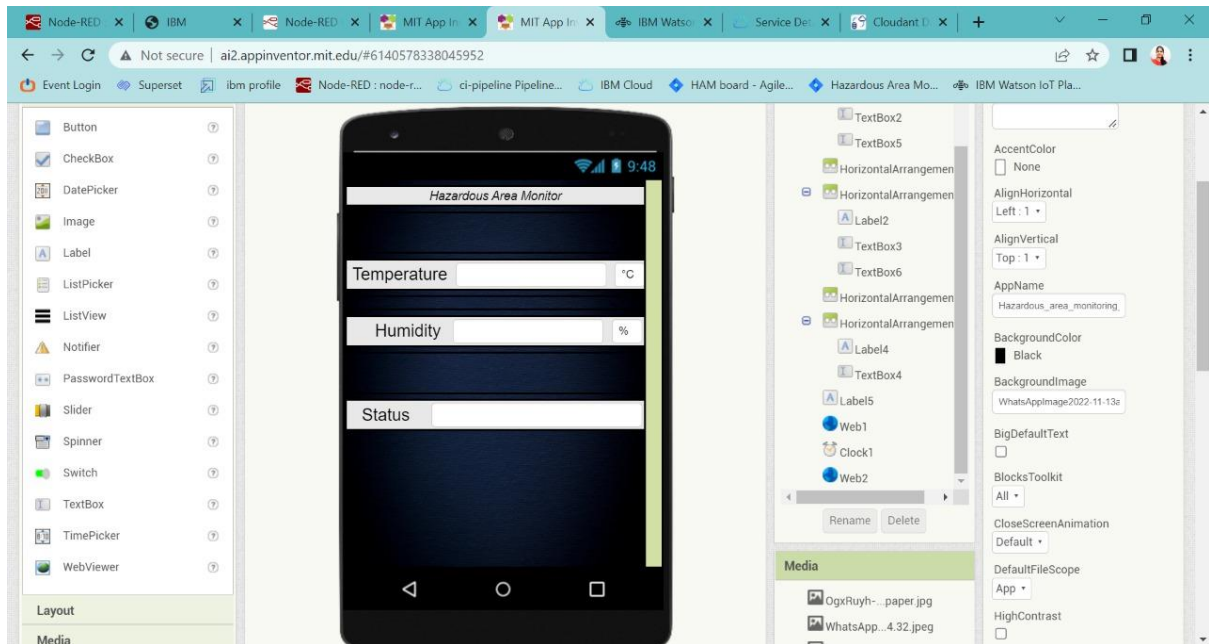 Node-RED
IBM
Node-RED
MIT App In
MIT App In
IBM Watso
Service Det
Cloudant D
Not secure | ai2.appinventor.mit.edu/#6140578338045952
Event Login
Superset
ibm profile
Node-RED : node-r...
ci-pipeline Pipeline...
IBM Cloud
HAM board - Agile...
Hazardous Area Mo...
IBM Watson IoT Pla...
Button
CheckBox
DatePicker
Image
Label
ListPicker
ListView
Notifier
PasswordTextBox
Slider
Spinner
Switch
TextBox
TimePicker
WebViewer
Layout
Media
9:48
Hazardous Area Monitor
Temperature °C
Humidity %
Status
TextBox2
TextBox5
HorizontalArrangemen
HorizontalArrangemen
Label2
TextBox3
TextBox6
HorizontalArrangemen
HorizontalArrangemen
Label4
TextBox4
Label5
Web1
Clock1
Web2
Rename Delete
Media
OgxRuyh-...paper.jpg
WhatsApp...4.32.jpeg
AccentColor
None
AlignHorizontal
Left : 1
AlignVertical
Top : 1
AppName
Hazardous_area_monitoring_
BackgroundColor
Black
BackgroundImage
WhatsAppImage2022-11-13a
BigDefaultText
BlocksToolkit
All
CloseScreenAnimation
Default
DefaultFileScope
App
HighContrast